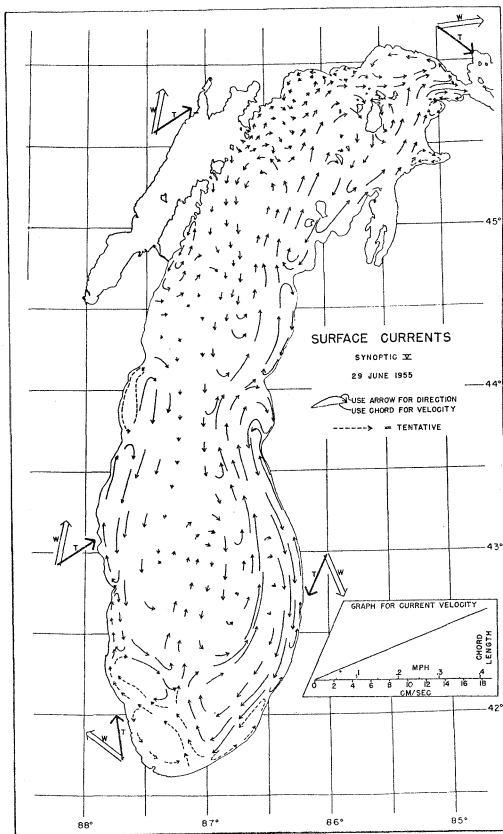 W
T
W
T
45°
SURFACE CURRENTS
SYNOPTIC V
29 JUNE 1955
44°
USE ARROW FOR DIRECTION
USE CHORD FOR VELOCITY
= TENTATIVE
W
T
43°
T
W
GRAPH FOR CURRENT VELOCITY
CHORD
LENGTH
MPH
.1 .2 .3 .4
0 2 4 6 8 10 12 14 16 18
CM/SEC
42°
W
T
88° 87° 86° 85°